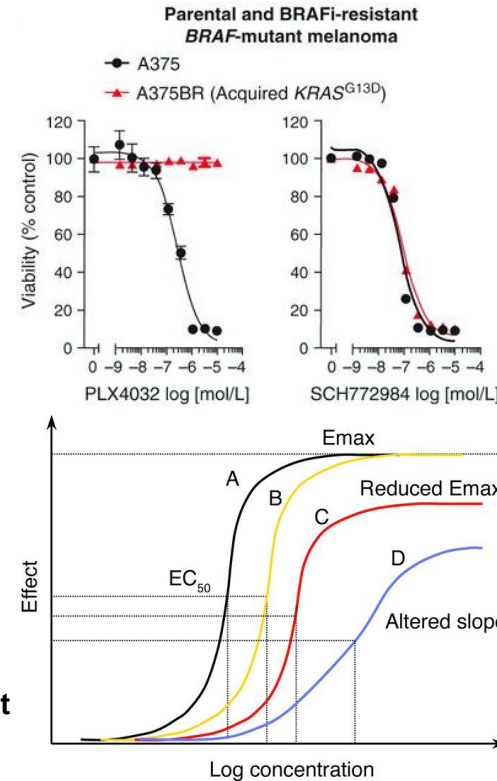 Parental and BRAFi-resistant
BRAF-mutant melanoma
A375
A375BR (Acquired KRAS^G13D)
Viability (% control)
120
100
80
60
40
20
0
0 −9 −8 −7 −6 −5 −4
PLX4032 log [mol/L]
120
100
80
60
40
20
0
0 −9 −8 −7 −6 −5 −4
SCH772984 log [mol/L]
Emax
A
B
Reduced Emax
C
D
EC50
Altered slope
Effect
t
Log concentration